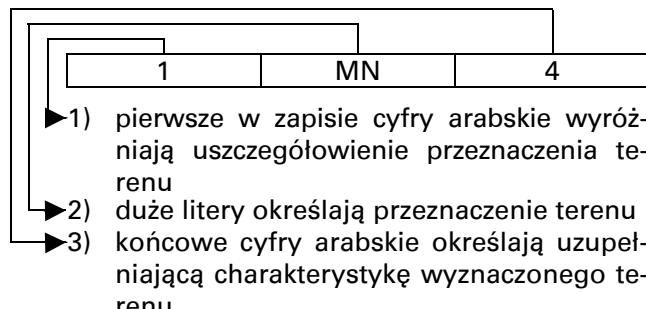 1 MN 4
1) pierwsze w zapisie cyfry arabskie wyróż-
niają uszczegółowienie przeznaczenia te-
renu
2) duże litery określają przeznaczenie terenu
3) końcowe cyfry arabskie określają uzupeł-
niającą charakterystykę wyznaczonego te-
renu